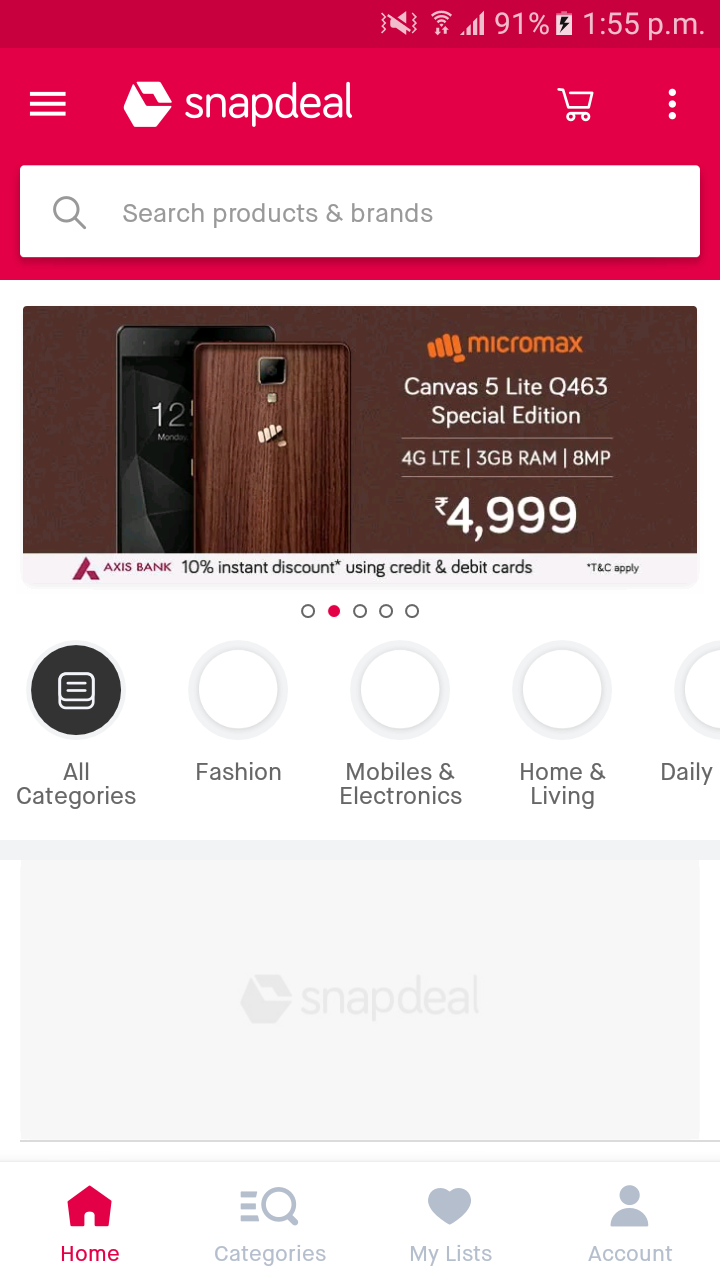 91% 1:55 p.m.
snapdeal
Search products & brands
micromax
Canvas 5 Lite Q463
Special Edition
4G LTE | 3GB RAM | 8MP
₹4,999
12
Monday,
AXIS BANK 10% instant discount* using credit & debit cards *T&C apply
All Categories
Fashion
Mobiles & Electronics
Home & Living
Daily
snapdeal
Home
Categories
My Lists
Account